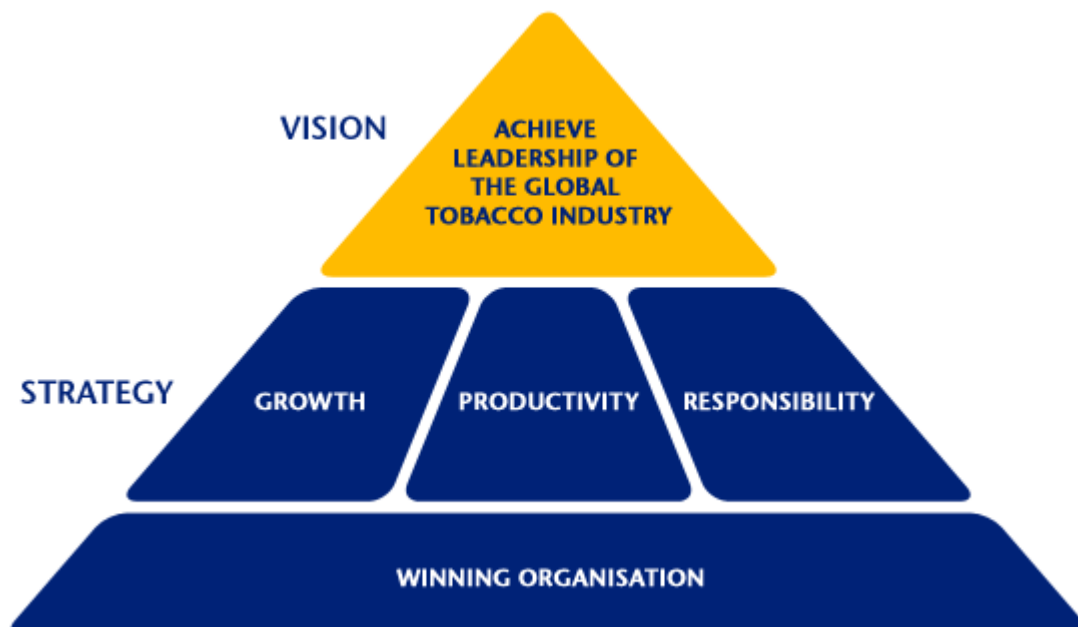 VISION
ACHIEVE
LEADERSHIP OF
THE GLOBAL
TOBACCO INDUSTRY
STRATEGY
GROWTH
PRODUCTIVITY
RESPONSIBILITY
WINNING ORGANISATION